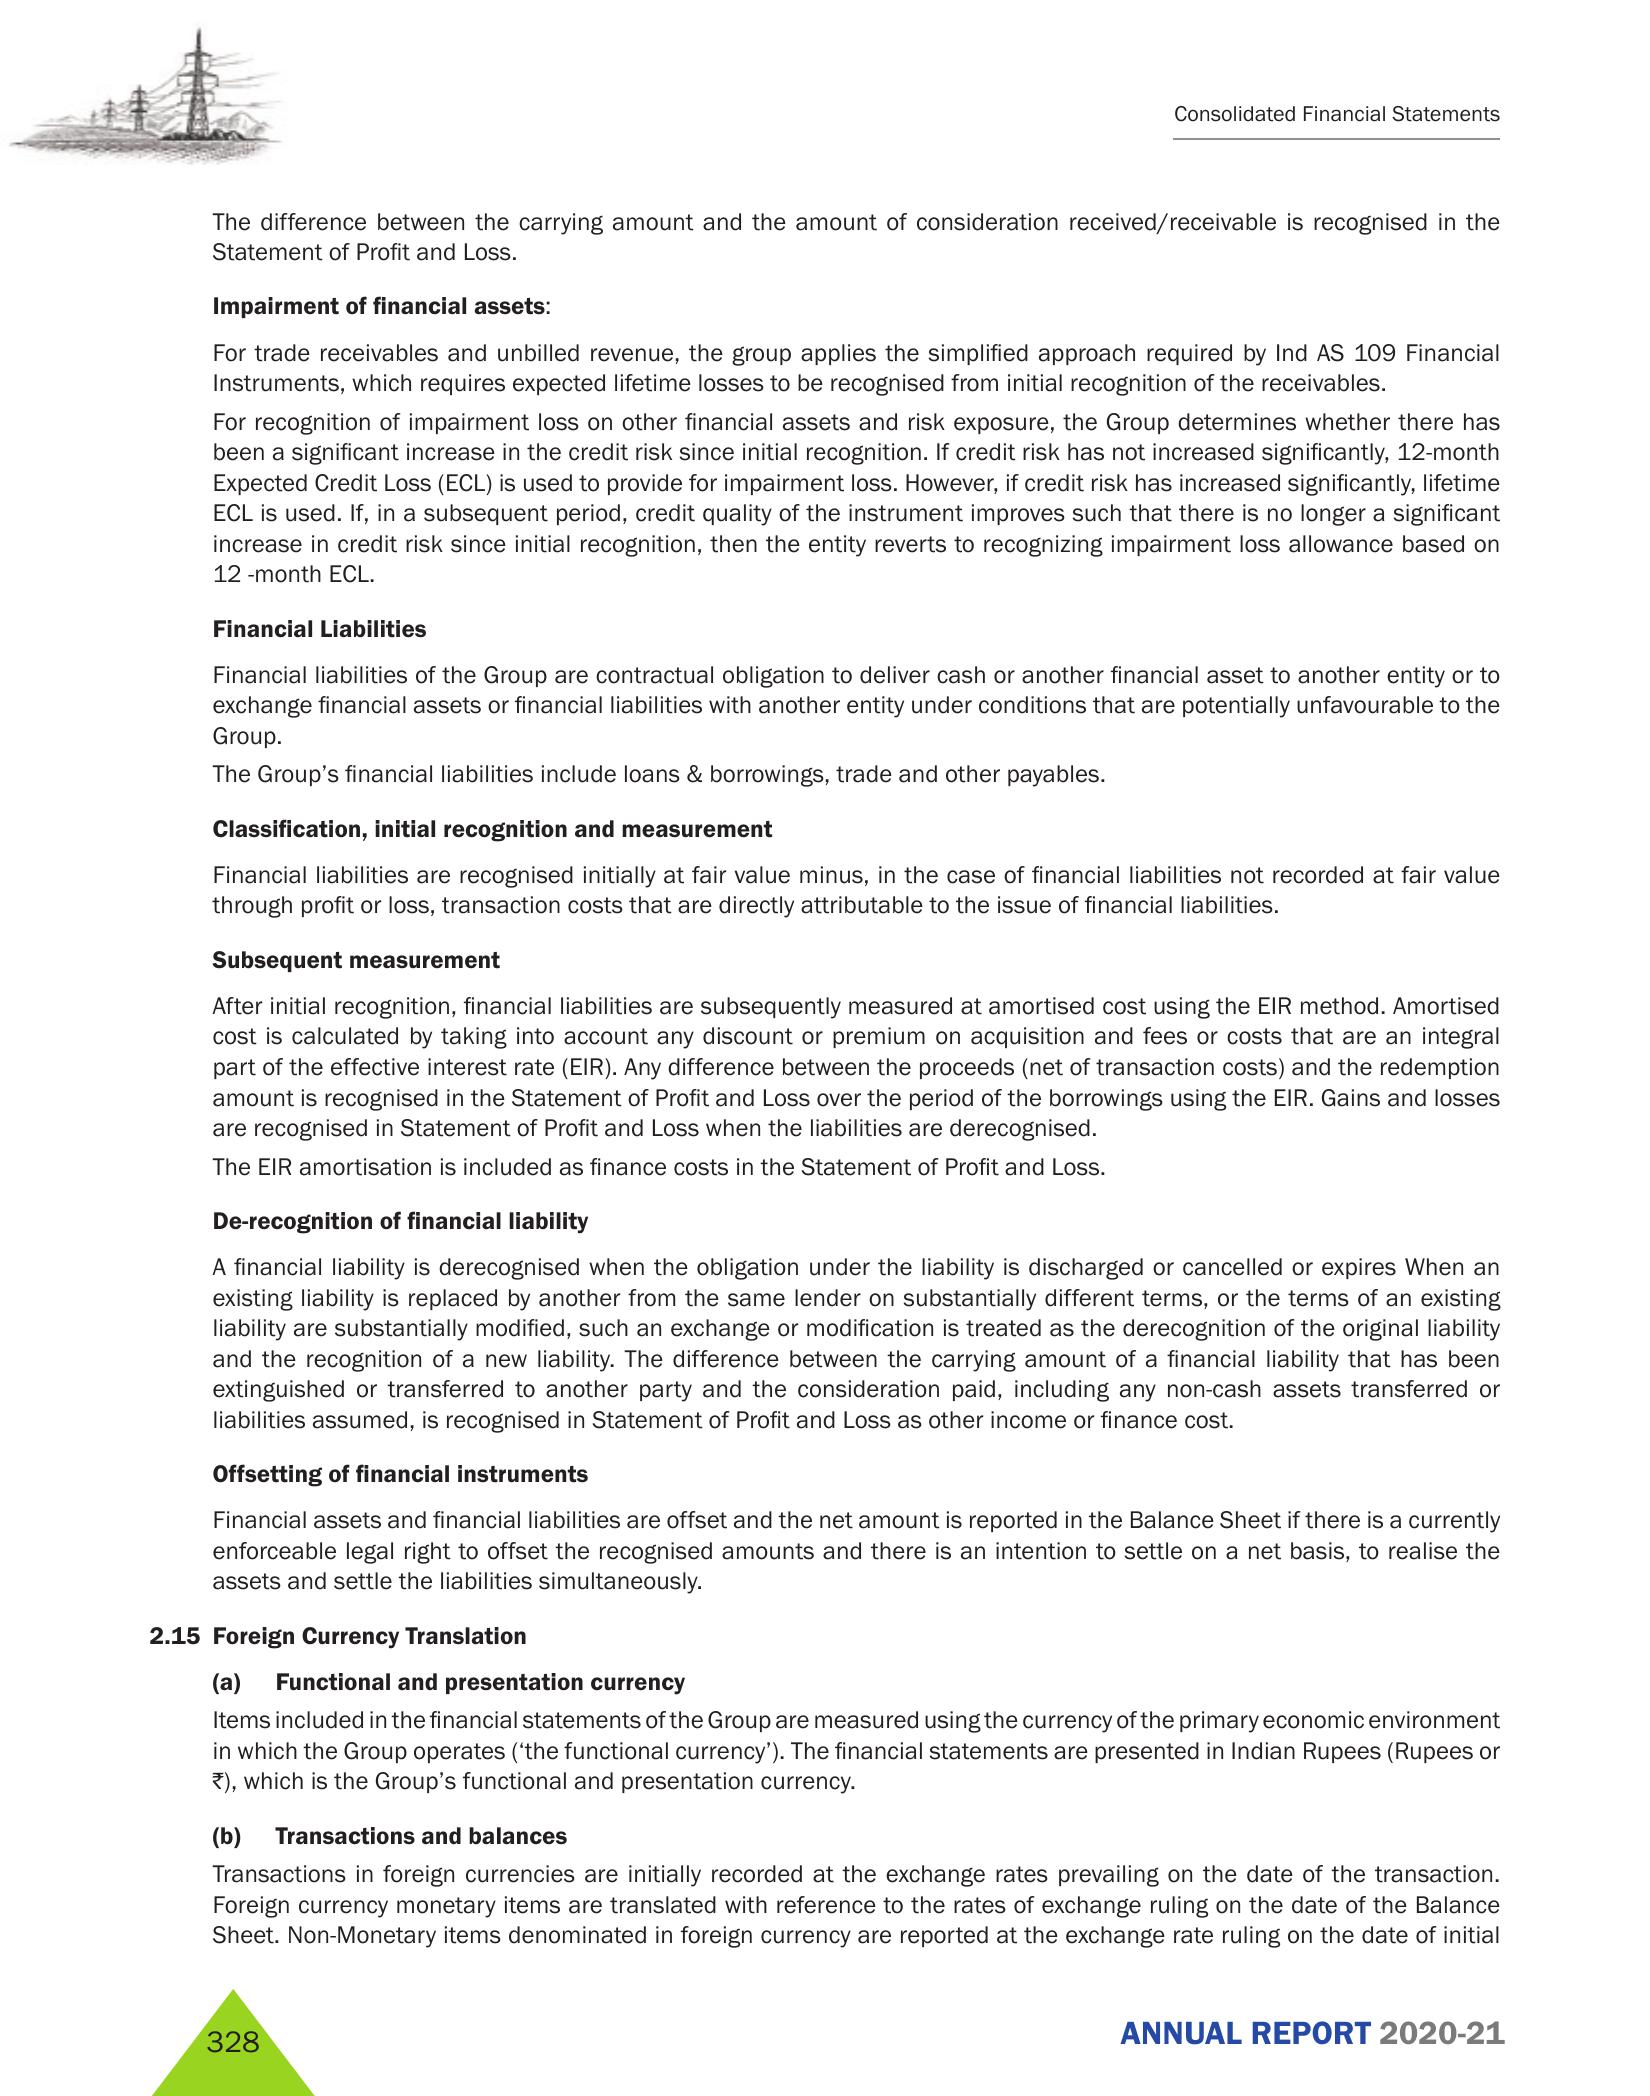 Consolidated Financial Statements
The difference between the carrying amount and the amount of consideration received/receivable is recognised in the
Statement of Profit and Loss.
Impairment of financial assets:
For trade receivables and unbilled revenue, the group applies the simplified approach required by Ind AS 109 Financial
Instruments, which requires expected lifetime losses to be recognised from initial recognition of the receivables.
For recognition of impairment loss on other financial assets and risk exposure, the Group determines whether there has
been a significant increase in the credit risk since initial recognition. If credit risk has not increased significantly, 12-month
Expected Credit Loss (ECL) is used to provide for impairment loss. However, if credit risk has increased significantly, lifetime
ECL is used. If, in a subsequent period, credit quality of the instrument improves such that there is no longer a significant
increase in credit risk since initial recognition, then the entity reverts to recognizing impairment loss allowance based on
12 -month ECL.
Financial Liabilities
Financial liabilities of the Group are contractual obligation to deliver cash or another financial asset to another entity or to
exchange financial assets or financial liabilities with another entity under conditions that are potentially unfavourable to the
Group.
The Group’s financial liabilities include loans & borrowings, trade and other payables.
Classification, initial recognition and measurement
Financial liabilities are recognised initially at fair value minus, in the case of financial liabilities not recorded at fair value
through profit or loss, transaction costs that are directly attributable to the issue of financial liabilities.
Subsequent measurement
After initial recognition, financial liabilities are subsequently measured at amortised cost using the EIR method. Amortised
cost is calculated by taking into account any discount or premium on acquisition and fees or costs that are an integral
part of the effective interest rate (EIR). Any difference between the proceeds (net of transaction costs) and the redemption
amount is recognised in the Statement of Profit and Loss over the period of the borrowings using the EIR. Gains and losses
are recognised in Statement of Profit and Loss when the liabilities are derecognised.
The EIR amortisation is included as finance costs in the Statement of Profit and Loss.
De-recognition of financial liability
A financial liability is derecognised when the obligation under the liability is discharged or cancelled or expires When an
existing liability is replaced by another from the same lender on substantially different terms, or the terms of an existing
liability are substantially modified, such an exchange or modification is treated as the derecognition of the original liability
and the recognition of a new liability. The difference between the carrying amount of a financial liability that has been
extinguished or transferred to another party and the consideration paid, including any non-cash assets transferred or
liabilities assumed, is recognised in Statement of Profit and Loss as other income or finance cost.
Offsetting of financial instruments
Financial assets and financial liabilities are offset and the net amount is reported in the Balance Sheet if there is a currently
enforceable legal right to offset the recognised amounts and there is an intention to settle on a net basis, to realise the
assets and settle the liabilities simultaneously.
2.15 Foreign Currency Translation
(a) Functional and presentation currency
Items included in the financial statements of the Group are measured using the currency of the primary economic environment
in which the Group operates (‘the functional currency’). The financial statements are presented in Indian Rupees (Rupees or
₹), which is the Group’s functional and presentation currency.
(b) Transactions and balances
Transactions in foreign currencies are initially recorded at the exchange rates prevailing on the date of the transaction.
Foreign currency monetary items are translated with reference to the rates of exchange ruling on the date of the Balance
Sheet. Non-Monetary items denominated in foreign currency are reported at the exchange rate ruling on the date of initial
328
ANNUAL REPORT 2020-21